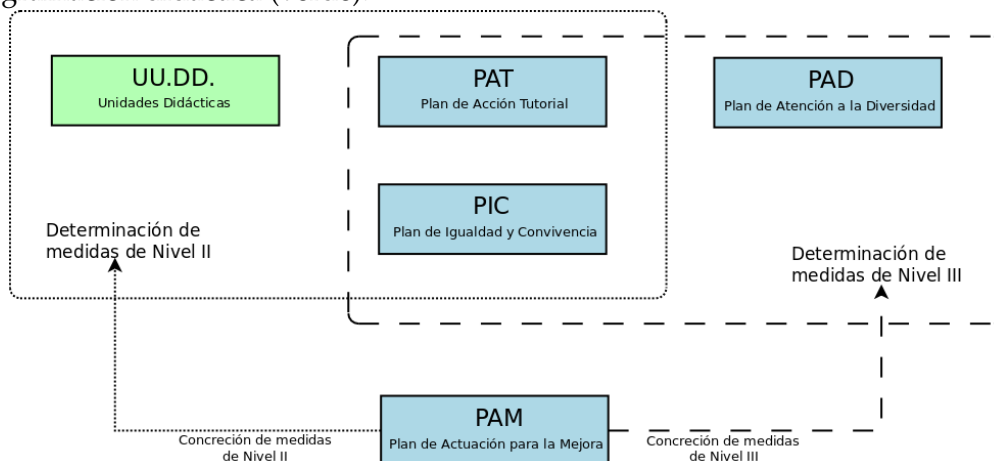 UU.DD.
Unidades Didácticas
PAT
Plan de Acción Tutorial
PAD
Plan de Atención a la Diversidad
PIC
Plan de Igualdad y Convivencia
Determinación de
medidas de Nivel II
Determinación de
medidas de Nivel III
PAM
Plan de Actuación para la Mejora
Concreción de medidas
de Nivel II
Concreción de medidas
de Nivel III